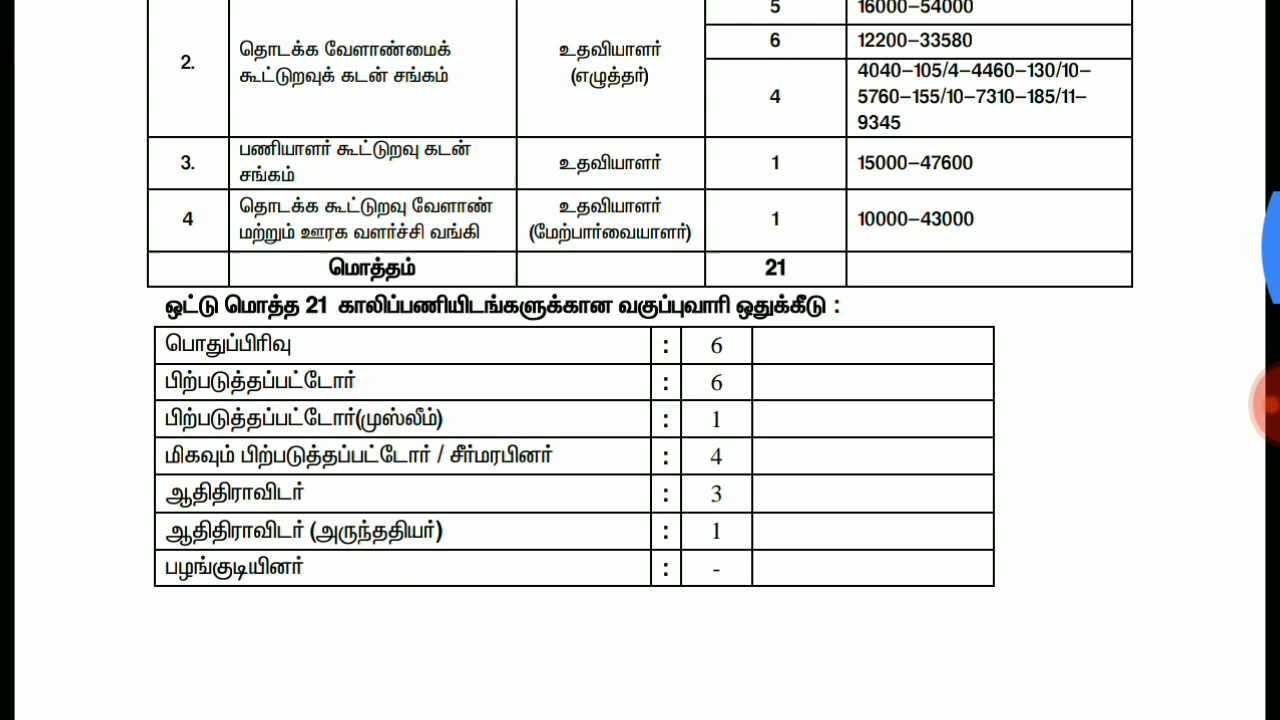 5 16000–54000
6 12200–33580
2. தொடக்க வேளாண்மைக் உதவியாளர்
கூட்டுறவுக் கடன் சங்கம் (எழுத்தர்)
4 4040–105/4–4460–130/10–
5760–155/10–7310–185/11–
9345
3. பணியாளர் கூட்டுறவு கடன் உதவியாளர் 1 15000–47600
சங்கம்
4 தொடக்க கூட்டுறவு வேளாண் உதவியாளர் 1 10000–43000
மற்றும் ஊரக வளர்ச்சி வங்கி (மேற்பார்வையாளர்)
மொத்தம் 21
ஒட்டு மொத்த 21 காலிப்பணியிடங்களுக்கான வகுப்புவாரி ஒதுக்கீடு :
பொதுப்பிரிவு : 6
பிற்படுத்தப்பட்டோர் : 6
பிற்படுத்தப்பட்டோர்(முஸ்லீம்) : 1
மிகவும் பிற்படுத்தப்பட்டோர் / சீர்மரபினர் : 4
ஆதிதிராவிடர் : 3
ஆதிதிராவிடர் (அருந்ததியர்) : 1
பழங்குடியினர் : -